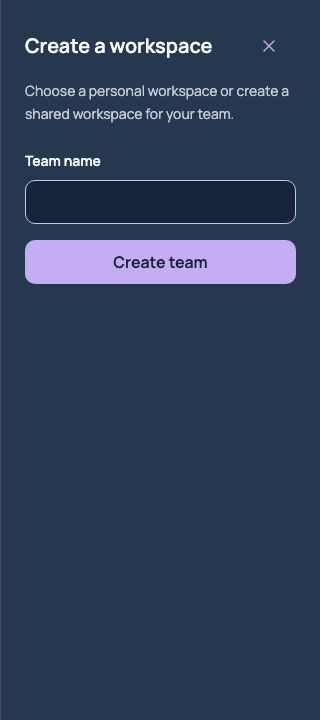 Create a workspace
Choose a personal workspace or create a
shared workspace for your team.
Team name
Create team